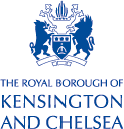 THE ROYAL BOROUGH OF
KENSINGTON
AND CHELSEA